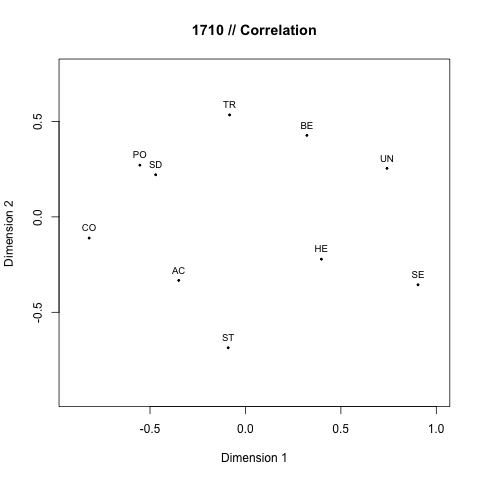 1710 // Correlation
Dimension 2
0.5
0.0
-0.5
TR
BE
PO
SD
UN
CO
HE
AC
SE
ST
-0.5
0.0
0.5
1.0
Dimension 1